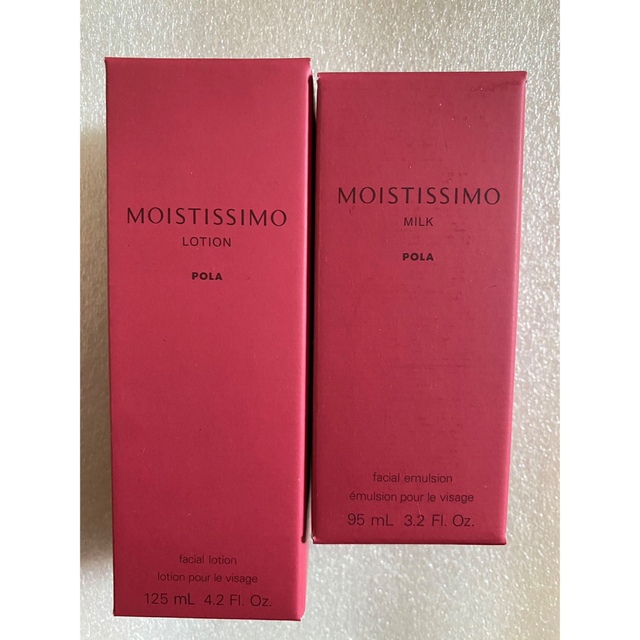 MOISTISSIMO
LOTION
POLA
facial lotion
lotion pour le visage
125 mL 4.2 Fl. Oz.
MOISTISSIMO
MILK
POLA
facial emulsion
émulsion pour le visage
95 mL 3.2 Fl. Oz.